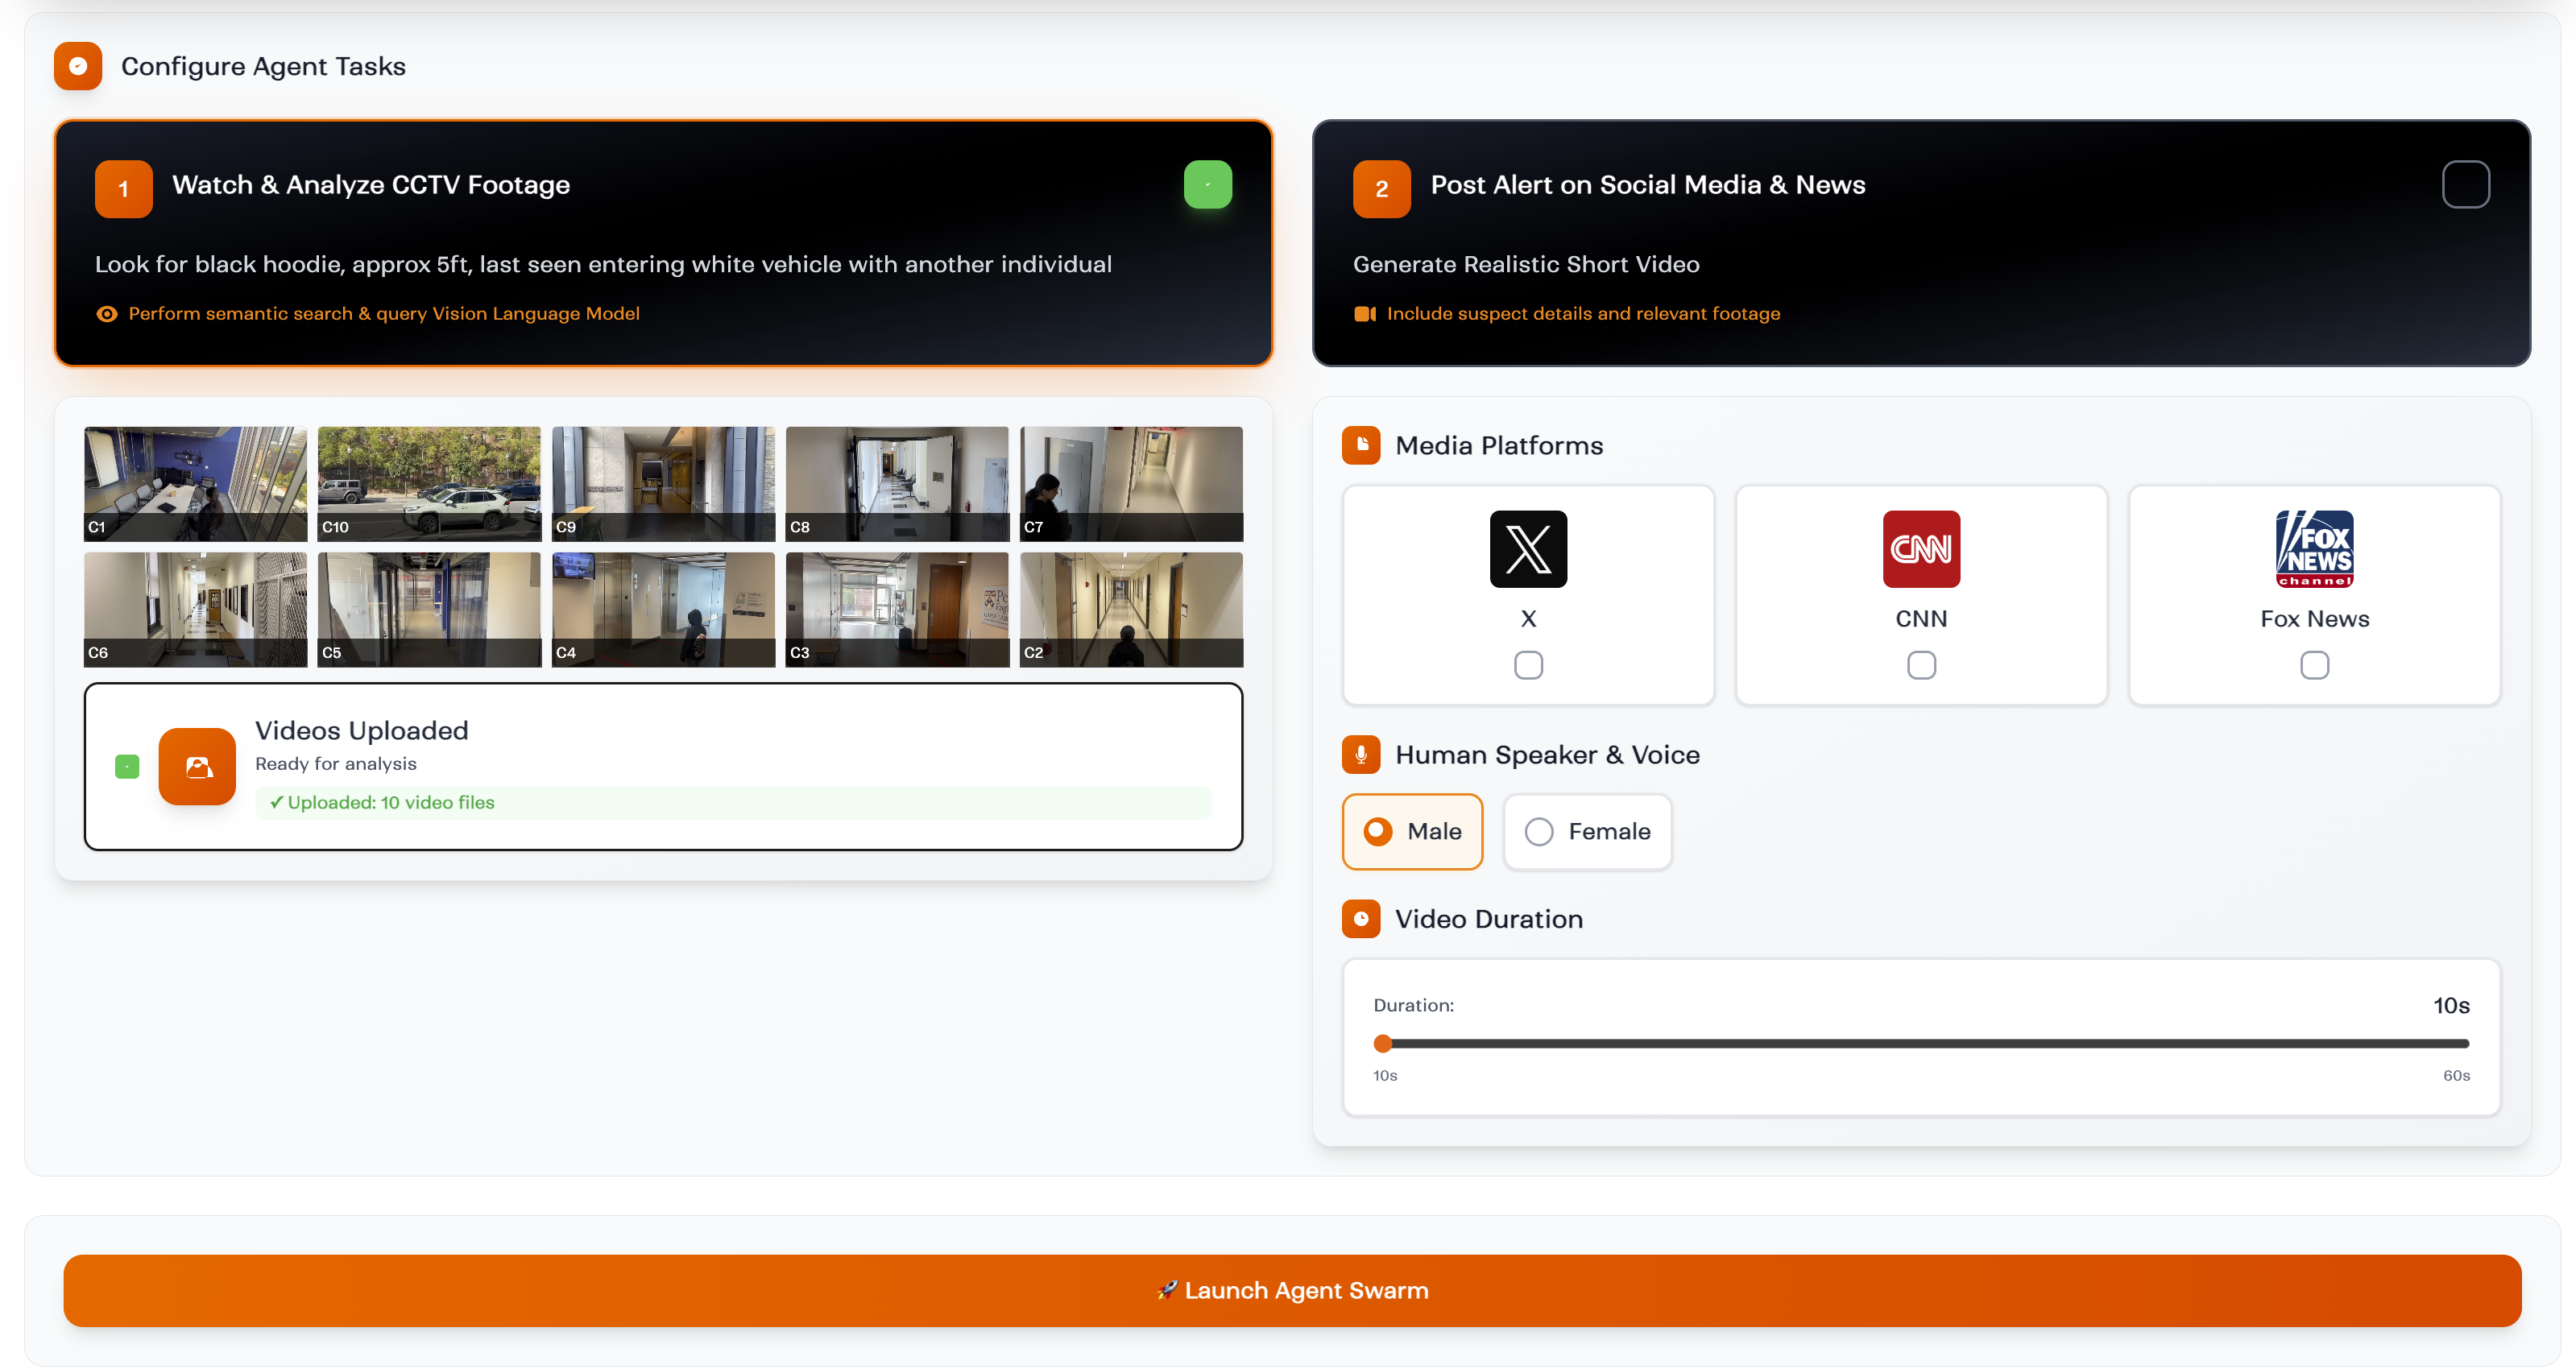 Configure Agent Tasks
1
Watch & Analyze CCTV Footage
Look for black hoodie, approx 5ft, last seen entering white vehicle with another individual
Perform semantic search & query Vision Language Model
C1
C10
C9
C8
C7
C6
C5
C4
C3
C2
Videos Uploaded
Ready for analysis
✓ Uploaded: 10 video files
2
Post Alert on Social Media & News
Generate Realistic Short Video
Include suspect details and relevant footage
Media Platforms
X
CNN
CNN
FOX
NEWS
channel
Fox News
Human Speaker & Voice
Male
Female
Video Duration
Duration:
10s
10s
60s
🚀 Launch Agent Swarm